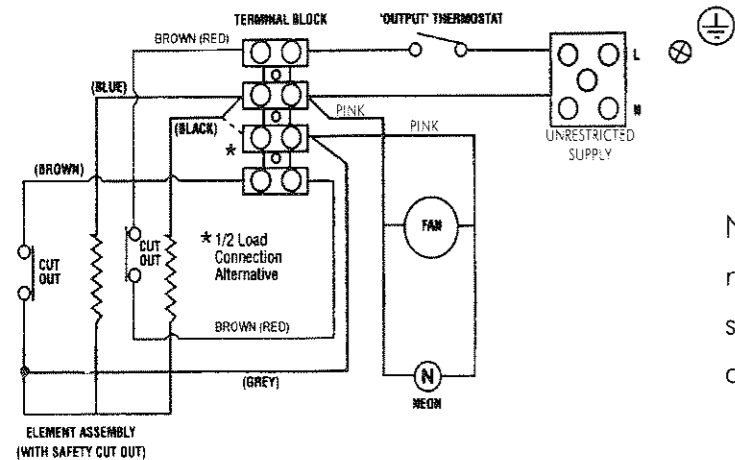 TERMINAL BLOCK
'OUTPUT' THERMOSTAT
BROWN (RED)
L
(BLUE)
PINK
N
(BLACK)
PINK
UNRESTRICTED
SUPPLY
*
(BROWN)
FAN
CUT
OUT
CUT
OUT
* 1/2 Load
Connection
Alternative
BROWN (RED)
(GREY)
N
NEON
ELEMENT ASSEMBLY
(WITH SAFETY CUT OUT)
N
r
s